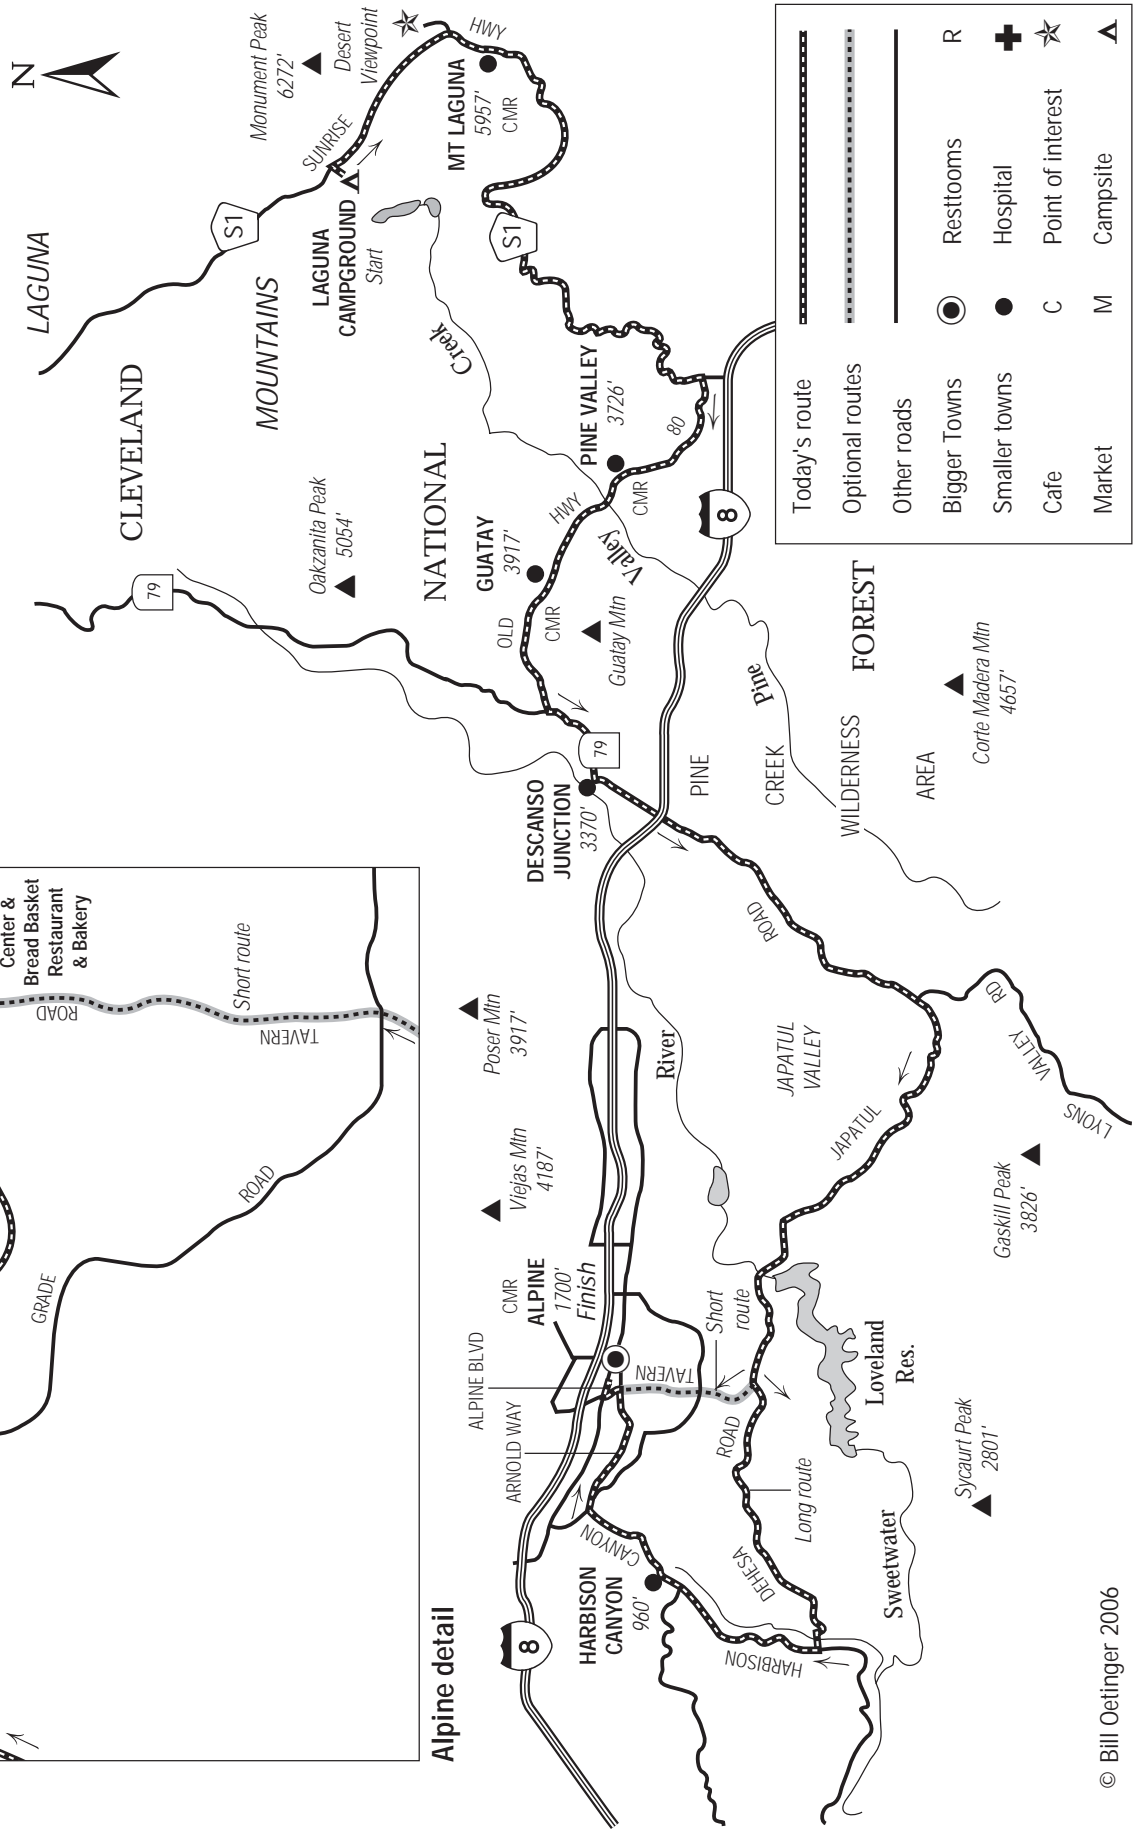 N
LAGUNA
MOUNTAINS
CLEVELAND
NATIONAL
FOREST
Monument Peak
6272'
Desert
Viewpoint
HWY
SUNRISE
MT LAGUNA
5957'
CMR
S1
LAGUNA
CAMPGROUND
Start
S1
Creek
Valley
Pine
PINE VALLEY
3726'
CMR
80
HWY
OLD
GUATAY
3917'
CMR
Guatay Mtn
Oakzanita Peak
5054'
79
79
8
DESCANSO
JUNCTION
3370'
PINE
CREEK
WILDERNESS
AREA
Corte Madera Mtn
4657'
ROAD
JAPATUL
JAPATUL
VALLEY
LYONS
VALLEY
RD
River
Poser Mtn
3917'
Viejas Mtn
4187'
Gaskill Peak
3826'
CMR
ALPINE
1700'
Finish
ALPINE BLVD
ARNOLD WAY
TAVERN
Short
route
ROAD
DEHESA
Long route
Loveland
Res.
Sycaurt Peak
2801'
Sweetwater
CANYON
HARBISON
HARBISON
CANYON
960'
8
Alpine detail
Center &
Bread Basket
Restaurant
& Bakery
Short route
ROAD
TAVERN
ROAD
GRADE
Today's route
Optional routes
Other roads
Bigger Towns
Resttooms R
Smaller towns
Hospital
Cafe C
Point of interest
Market M
Campsite
© Bill Oetinger 2006